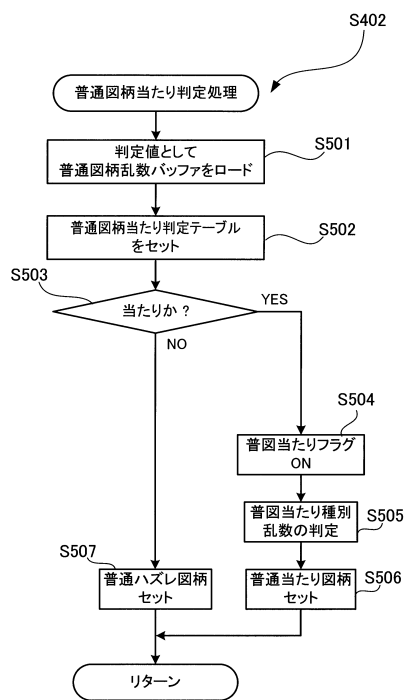 S402
普通図柄当たり判定処理
S501
判定値として
普通図柄乱数バッファをロード
S502
普通図柄当たり判定テーブル
をセット
S503
当たりか?
YES
NO
S504
普図当たりフラグ
ON
普図当たり種別
乱数の判定
S505
S507
普通ハズレ図柄
セット
普通当たり図柄
セット
S506
リターン